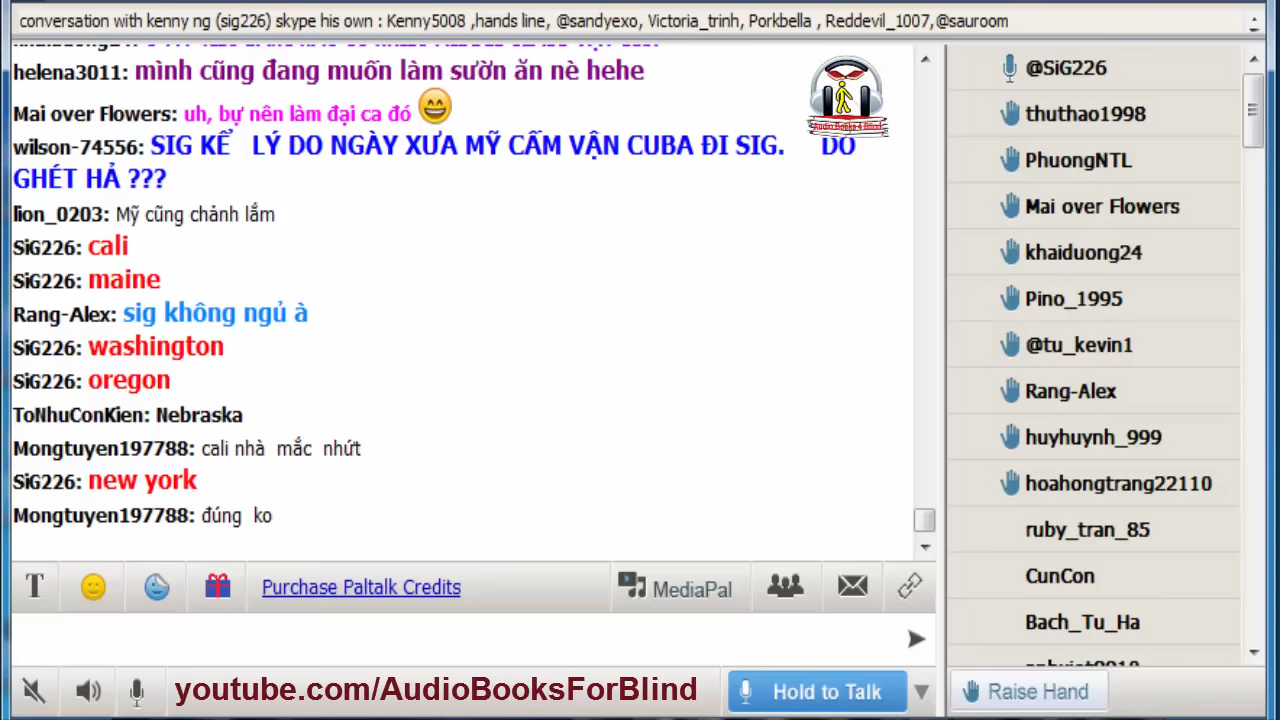 conversation with kenny ng (sig226) skype his own : Kenny5008 ,hands line, @sandyexo, Victoria_trinh, Porkbella , Reddevil_1007,@sauroom
helena3011: mình cũng đang muốn làm sườn ăn nè hehe
Mai over Flowers: uh, bự nên làm đại ca đó
wilson-74556: SIG KỂ LÝ DO NGÀY XƯA MỸ CẤM VẬN CUBA ĐI SIG. DO
GHÉT HẢ ???
lion_0203: Mỹ cũng chảnh lắm
SiG226: cali
SiG226: maine
Rang-Alex: sig không ngủ à
SiG226: washington
SiG226: oregon
ToNhuConKien: Nebraska
Mongtuyen197788: cali nhà mắc nhứt
SiG226: new york
Mongtuyen197788: đúng ko
Audio Books 4 Blind
@SiG226
thuthao1998
PhuongNTL
Mai over Flowers
khaiduong24
Pino_1995
@tu_kevin1
Rang-Alex
huyhuynh_999
hoahongtrang22110
ruby_tran_85
CunCon
Bach_Tu_Ha
T
Purchase Paltalk Credits
MediaPal
youtube.com/AudioBooksForBlind
Hold to Talk
Raise Hand